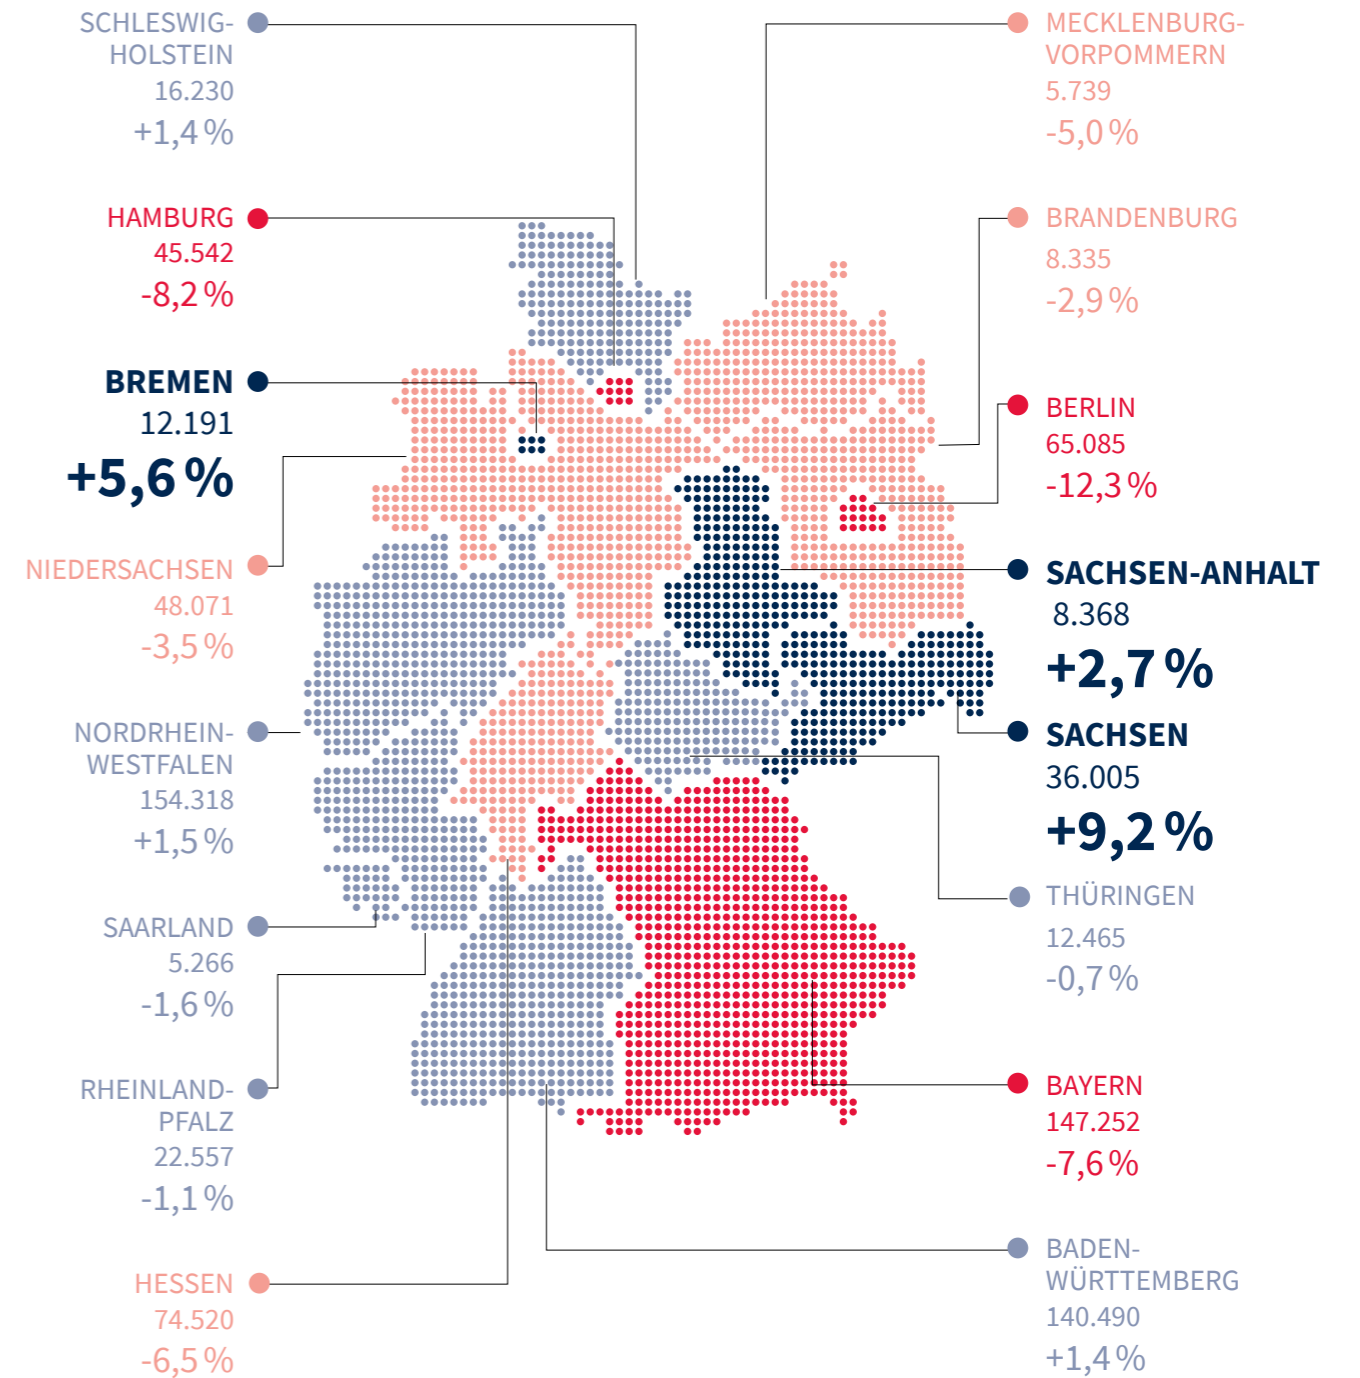 SCHLESWIG-
HOLSTEIN
16.230
+1,4 %
HAMBURG
45.542
-8,2 %
BREMEN
12.191
+5,6 %
NIEDERSACHSEN
48.071
-3,5 %
NORDRHEIN-
WESTFALEN
154.318
+1,5 %
SAARLAND
5.266
-1,6 %
RHEINLAND-
PFALZ
22.557
-1,1 %
HESSEN
74.520
-6,5 %
MECKLENBURG-
VORPOMMERN
5.739
-5,0 %
BRANDENBURG
8.335
-2,9 %
BERLIN
65.085
-12,3 %
SACHSEN-ANHALT
8.368
+2,7 %
SACHSEN
36.005
+9,2 %
THÜRINGEN
12.465
-0,7 %
BAYERN
147.252
-7,6 %
BADEN-
WÜRTTEMBERG
140.490
+1,4 %